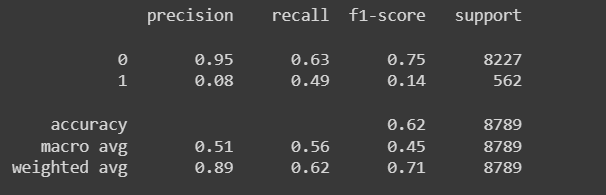 precision recall f1-score support
0 0.95 0.63 0.75 8227
1 0.08 0.49 0.14 562
accuracy 0.62 8789
macro avg 0.51 0.56 0.45 8789
weighted avg 0.89 0.62 0.71 8789